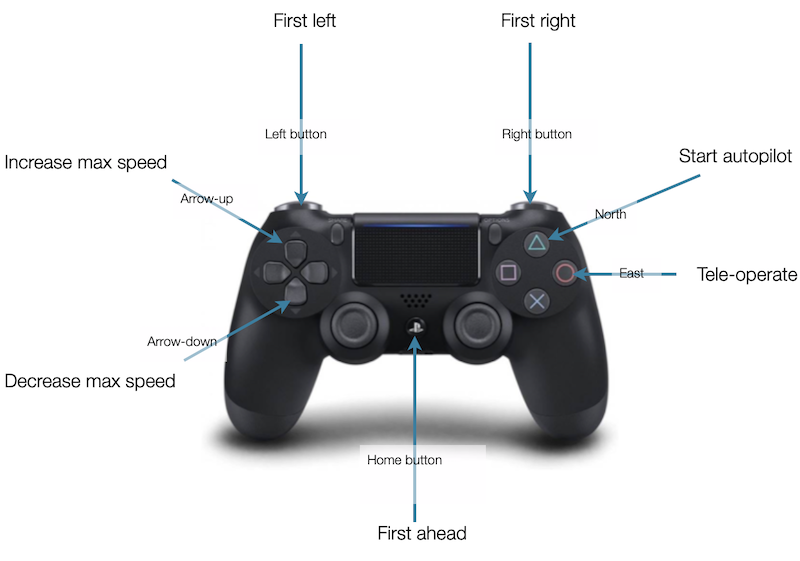 First left
First right
Left button
Right button
Increase max speed
Start autopilot
Arrow-up
North
East
Tele-operate
Arrow-down
Decrease max speed
Home button
First ahead